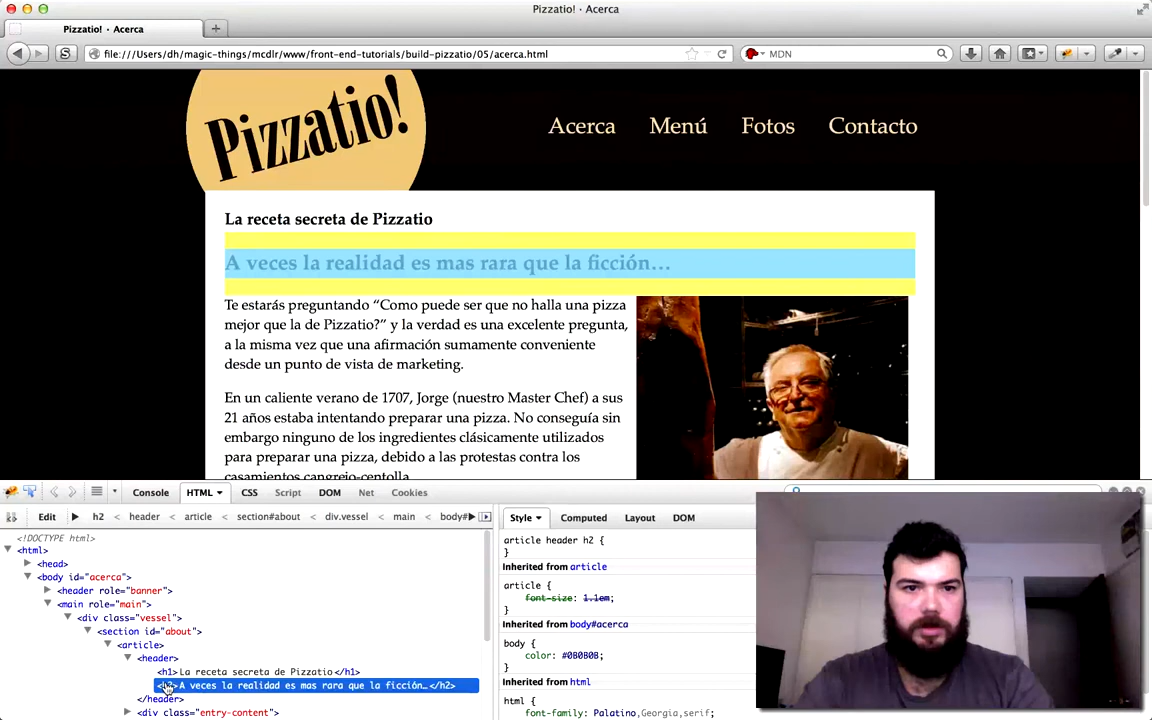 Pizzatio! · Acerca
Pizzatio! · Acerca
file:///Users/dh/magic-things/mcdlr/www/front-end-tutorials/build-pizzatio/05/acerca.html
MDN
Pizzatio!
Acerca Menú Fotos Contacto
La receta secreta de Pizzatio
A veces la realidad es mas rara que la ficción…
Te estarás preguntando “Como puede ser que no halla una pizza
mejor que la de Pizzatio?” y la verdad es una excelente pregunta,
a la misma vez que una afirmación sumamente conveniente
desde un punto de vista de marketing.
En un caliente verano de 1707, Jorge (nuestro Master Chef) a sus
21 años estaba intentando preparar una pizza. No conseguía sin
embargo ninguno de los ingredientes clásicamente utilizados
para preparar una pizza, debido a las protestas contra los
casamientos cangrejo-centolla.
Console HTML CSS Script DOM Net Cookies
Edit h2 < header < article < section#about < div.vessel < main < body#
Style Computed Layout DOM
<!DOCTYPE html>
<html>
<head>
<body id="acerca">
<header role="banner">
<main role="main">
<div class="vessel">
<section id="about">
<article>
<header>
<h1>La receta secreta de Pizzatio</h1>
<h2>A veces la realidad es mas rara que la ficción…</h2>
</header>
<div class="entry-content">
article header h2 {
}
Inherited from article
article {
font-size: 1.1em;
}
Inherited from body#acerca
body {
color: #0B0B0B;
}
Inherited from html
html {
font-family: Palatino,Georgia,serif;